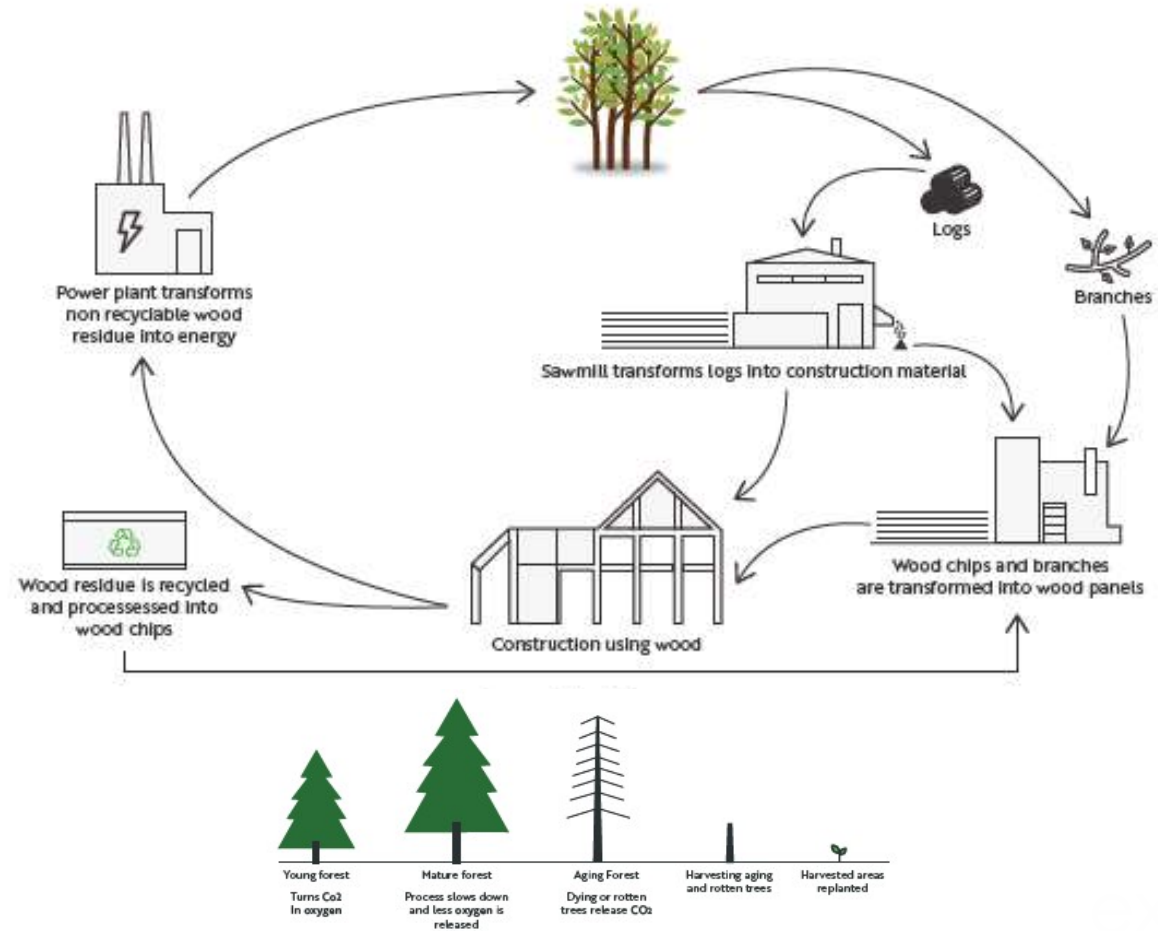 Logs
Branches
Power plant transforms
non recyclable wood
residue into energy
Sawmill transforms logs into construction material
Wood chips and branches
are transformed into wood panels
Wood residue is recycled
and processessed into
wood chips
Construction using wood
Young forest
Turns Co2
In oxygen
Mature forest
Process slows down
and less oxygen is
released
Aging Forest
Dying or rotten
trees release CO2
Harvesting aging
and rotten trees
Harvested areas
replanted